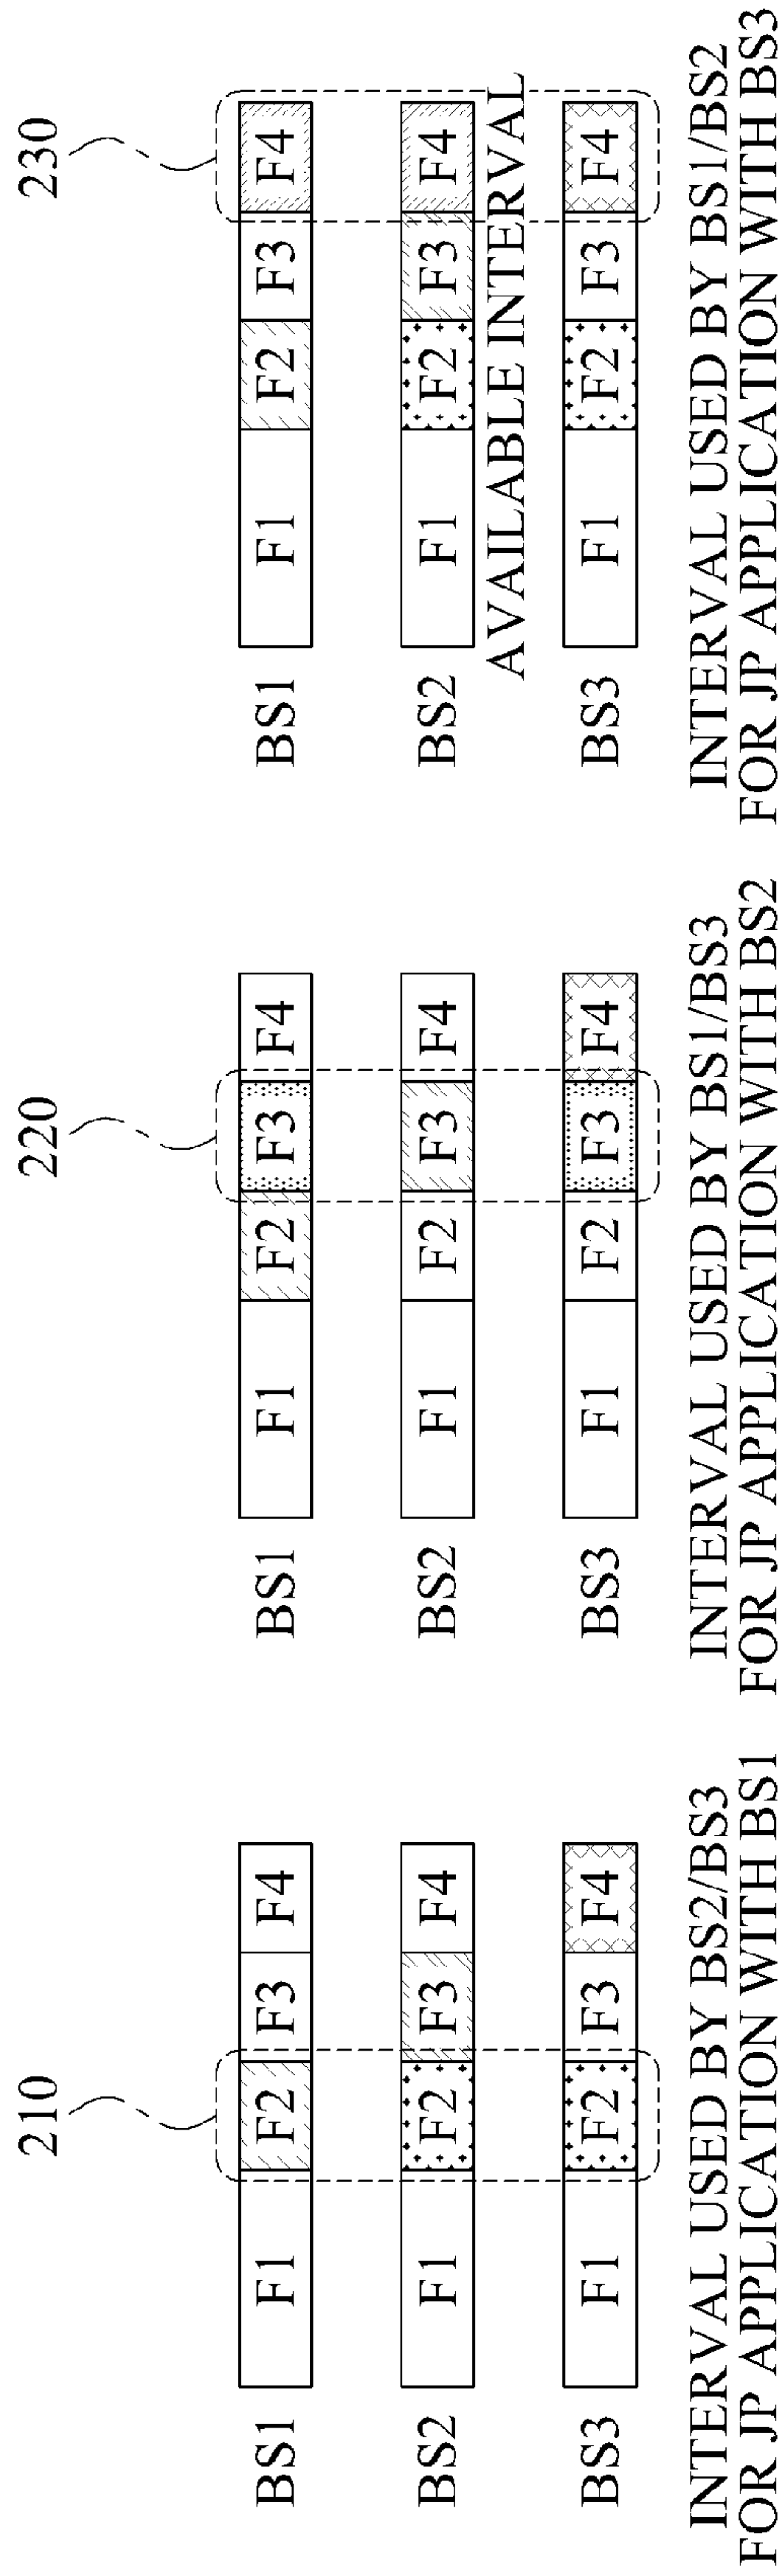 210
BS1 F1 F2 F3 F4
BS2 F1 F2 F3 F4
BS3 F1 F2 F3 F4
INTERVAL USED BY BS2/BS3
FOR JP APPLICATION WITH BS1
220
BS1 F1 F2 F3 F4
BS2 F1 F2 F3 F4
BS3 F1 F2 F3 F4
INTERVAL USED BY BS1/BS3
FOR JP APPLICATION WITH BS2
230
BS1 F1 F2 F3 F4
BS2 F1 F2 F3 F4
AVAILABLE INTERVAL
BS3 F1 F2 F3 F4
INTERVAL USED BY BS1/BS2
FOR JP APPLICATION WITH BS3